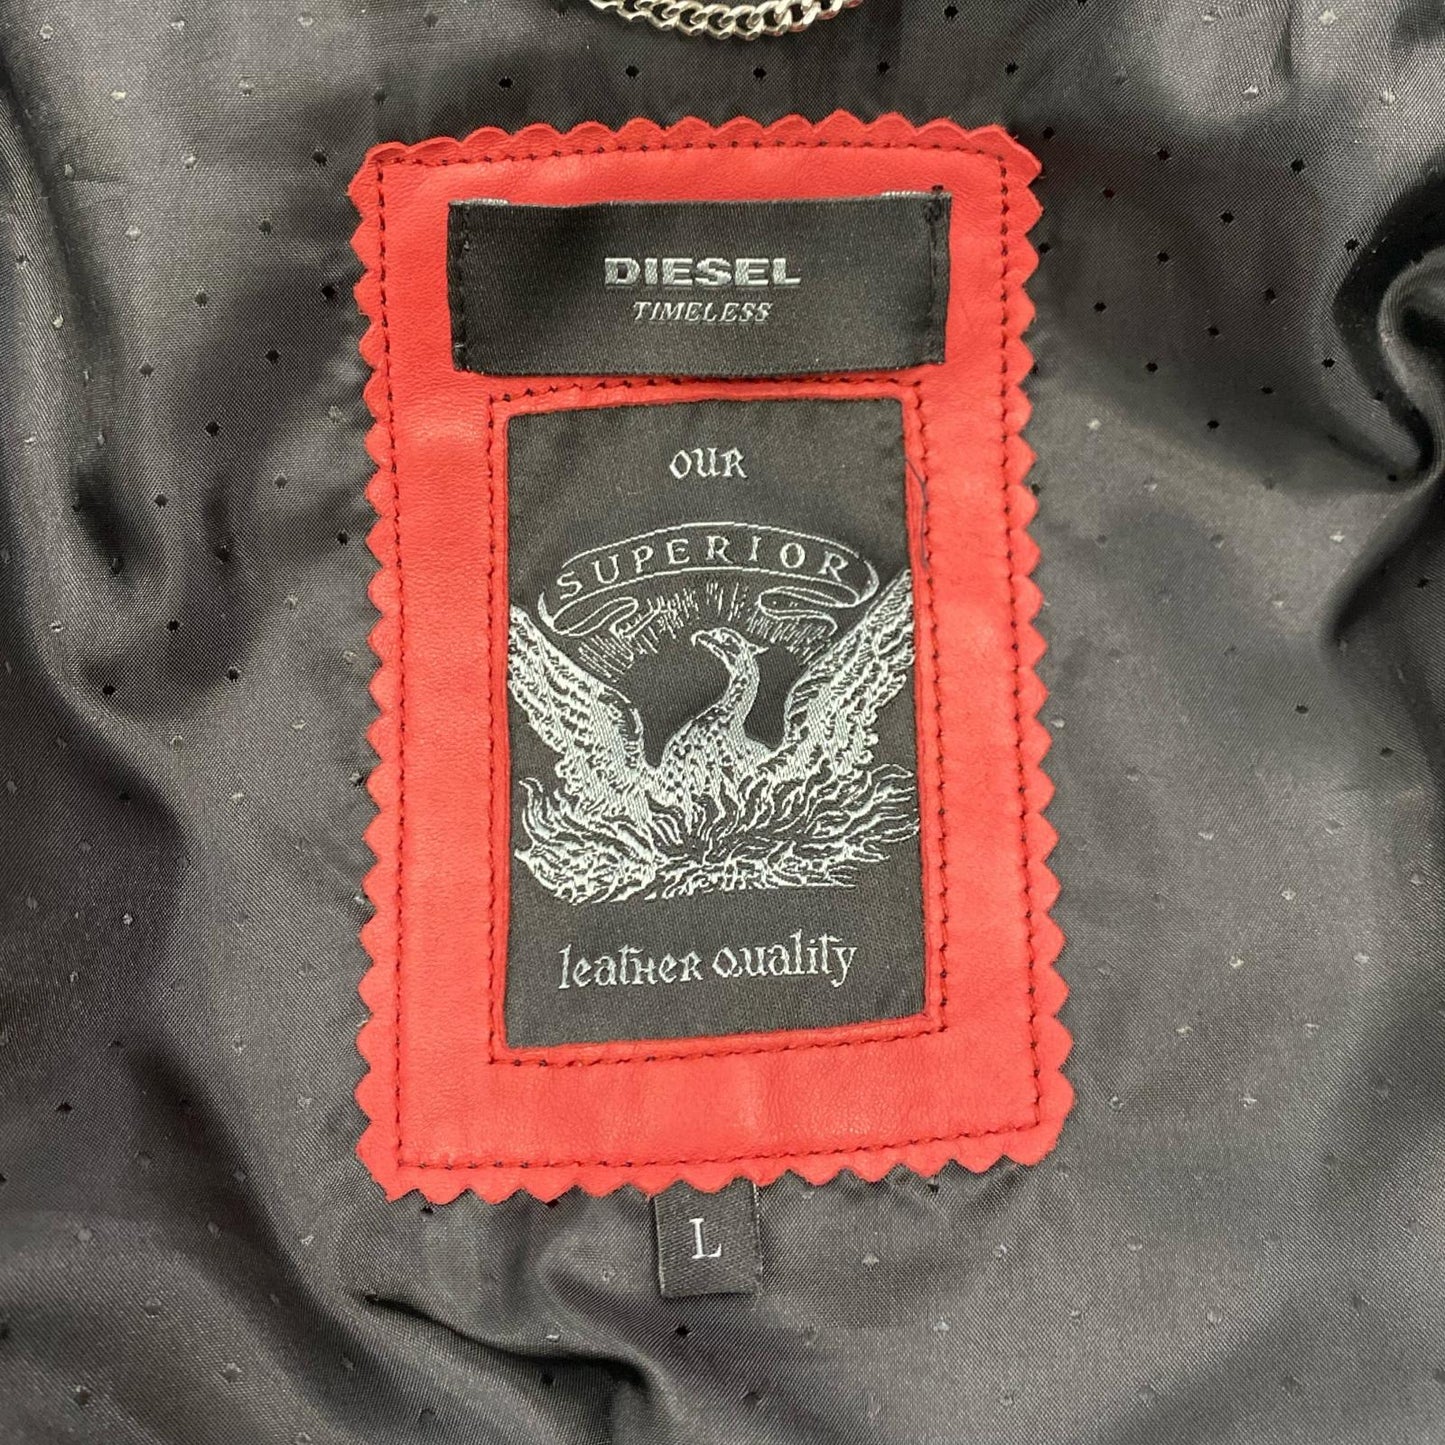 DIESEL
TIMELESS
OUR
SUPERIOR
leather quality
L